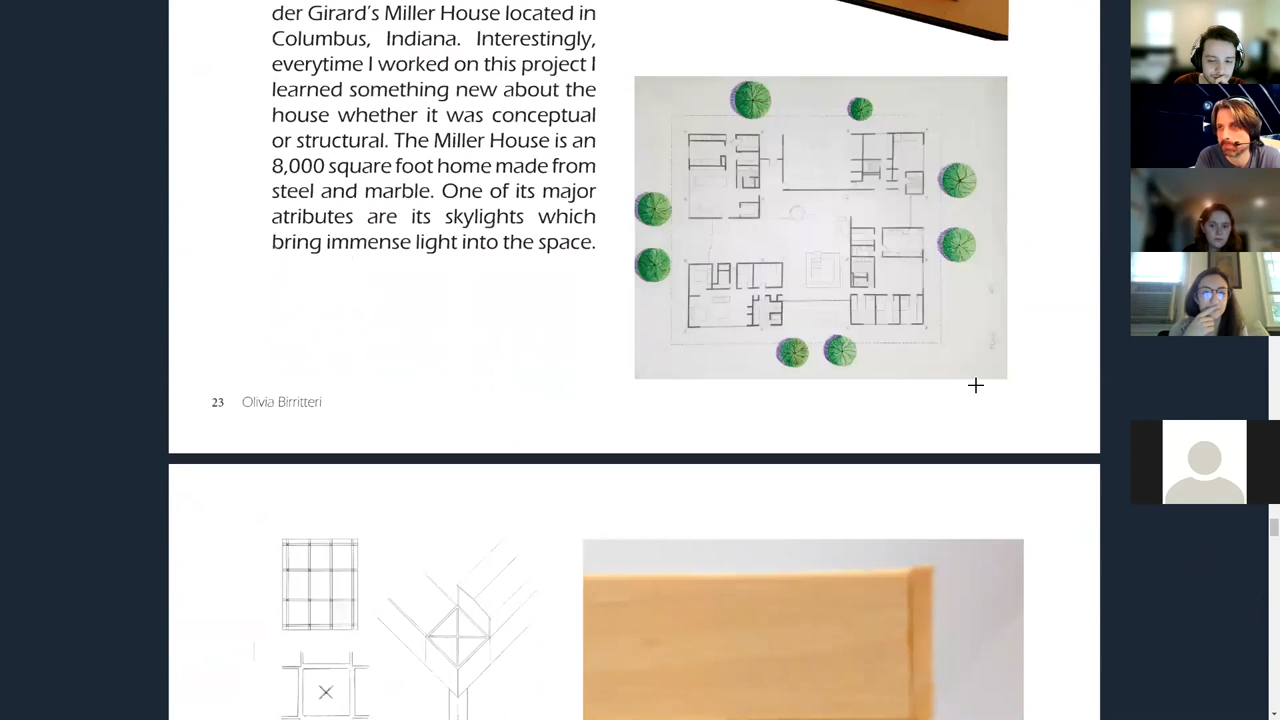 der Girard's Miller House located in
Columbus, Indiana. Interestingly,
everytime I worked on this project I
learned something new about the
house whether it was conceptual
or structural. The Miller House is an
8,000 square foot home made from
steel and marble. One of its major
atributes are its skylights which
bring immense light into the space.
23 Olivia Birritteri